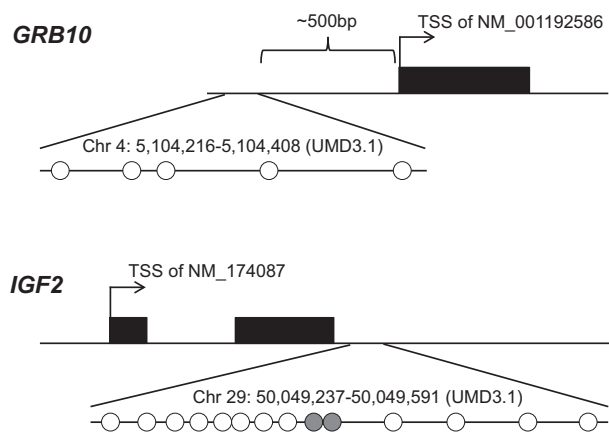 ~500bp
TSS of NM_001192586
GRB10
Chr 4: 5,104,216-5,104,408 (UMD3.1)
TSS of NM_174087
IGF2
Chr 29: 50,049,237-50,049,591 (UMD3.1)